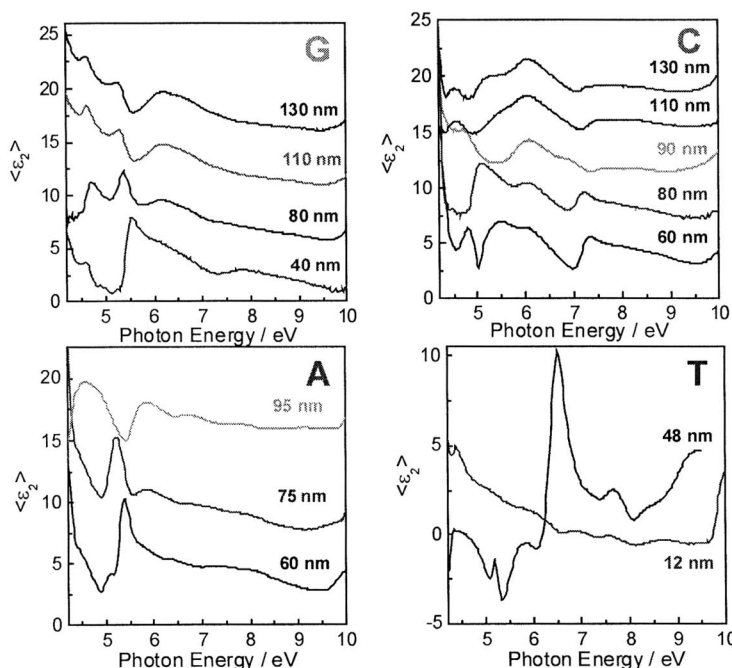 G
25
20
15
10
5
0
<ε₂>
130 nm
110 nm
80 nm
40 nm
5 6 7 8 9 10
Photon Energy / eV
C
25
20
15
10
5
0
<ε₂>
130 nm
110 nm
90 nm
80 nm
60 nm
5 6 7 8 9 10
Photon Energy / eV
A
20
15
10
5
0
<ε₂>
95 nm
75 nm
60 nm
5 6 7 8 9 10
Photon Energy / eV
T
10
5
0
-5
<ε₂>
48 nm
12 nm
5 6 7 8 9 10
Photon Energy / eV